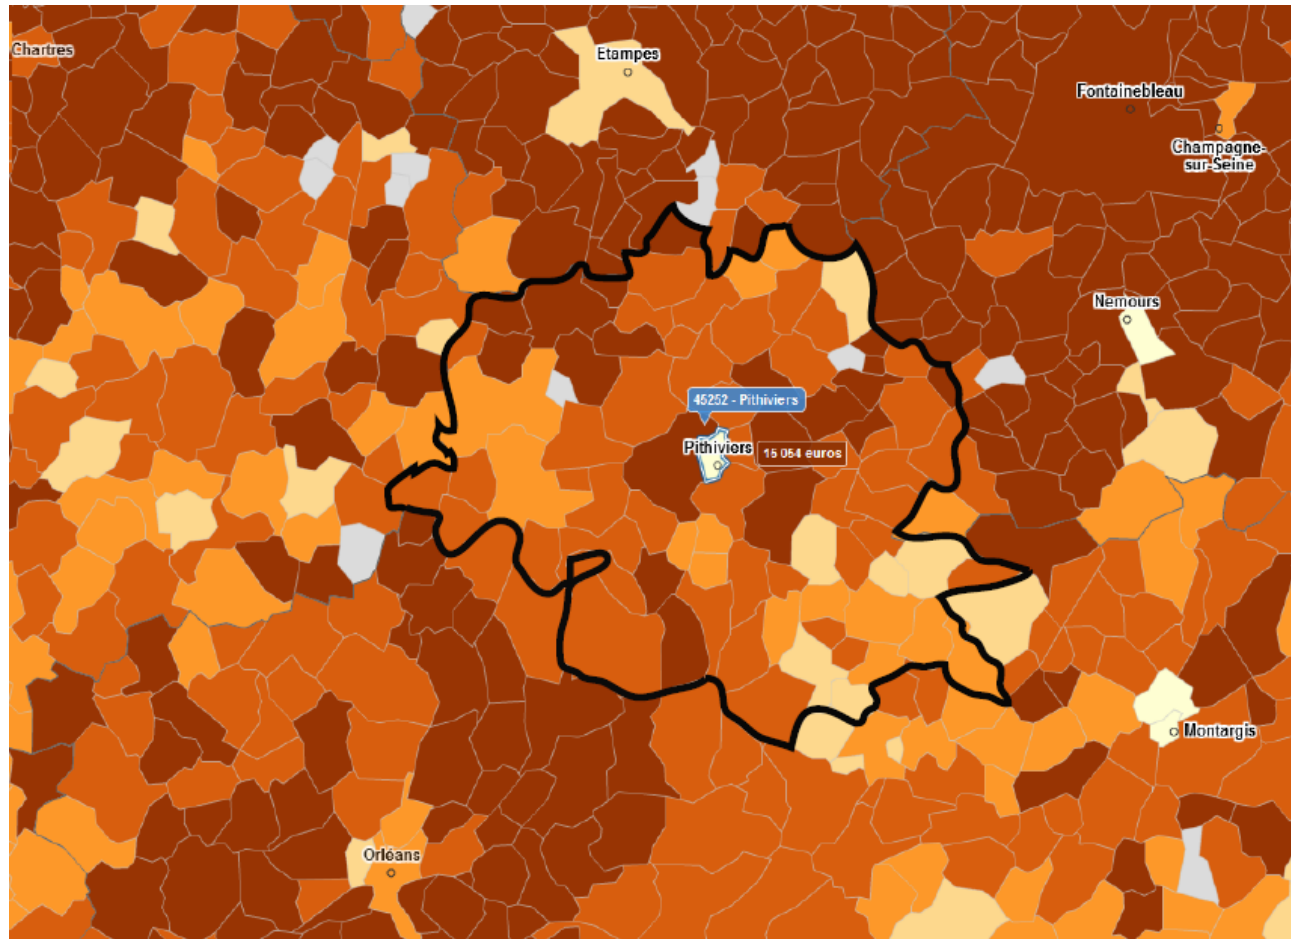 Chartres
Etampes
Fontainebleau
Champagne-
sur-Seine
Nemours
45252 - Pithiviers
Pithiviers
15 054 euros
Montargis
Orléans